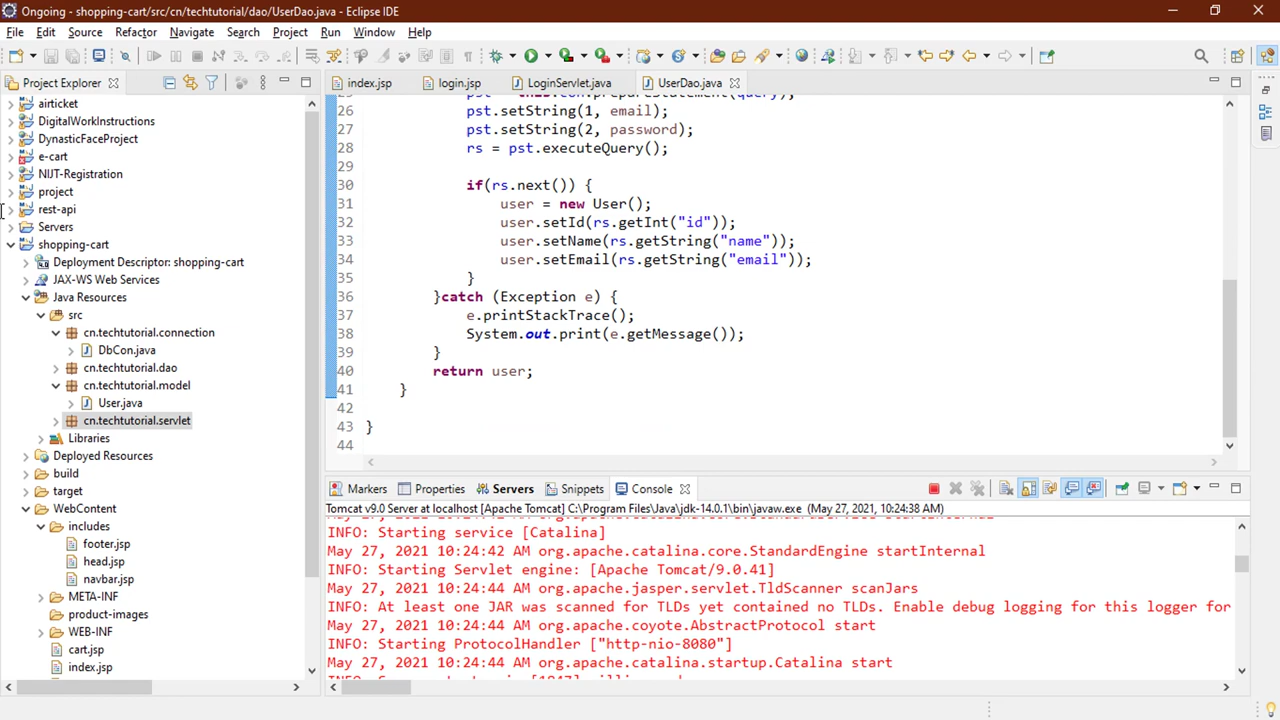 Ongoing - shopping-cart/src/cn/techtutorial/dao/UserDao.java - Eclipse IDE
File Edit Source Refactor Navigate Search Project Run Window Help
Project Explorer
index.jsp login.jsp LoginServlet.java UserDao.java
airticket
DigitalWorkInstructions
DynasticFaceProject
e-cart
NIJT-Registration
project
rest-api
Servers
shopping-cart
Deployment Descriptor: shopping-cart
JAX-WS Web Services
Java Resources
src
cn.techtutorial.connection
DbCon.java
cn.techtutorial.dao
cn.techtutorial.model
User.java
cn.techtutorial.servlet
Libraries
Deployed Resources
build
target
WebContent
includes
footer.jsp
head.jsp
navbar.jsp
META-INF
product-images
WEB-INF
cart.jsp
index.jsp
25 pst = this.con.prepareStatement(query);
26 pst.setString(1, email);
27 pst.setString(2, password);
28 rs = pst.executeQuery();
29
30 if(rs.next()) {
31 user = new User();
32 user.setId(rs.getInt("id"));
33 user.setName(rs.getString("name"));
34 user.setEmail(rs.getString("email"));
35 }
36 }catch (Exception e) {
37 e.printStackTrace();
38 System.out.print(e.getMessage());
39 }
40 return user;
41 }
42
43 }
44
Markers Properties Servers Snippets Console
Tomcat v9.0 Server at localhost [Apache Tomcat] C:\Program Files\Java\jdk-14.0.1\bin\javaw.exe (May 27, 2021, 10:24:38 AM)
INFO: Starting service [Catalina]
May 27, 2021 10:24:42 AM org.apache.catalina.core.StandardEngine startInternal
INFO: Starting Servlet engine: [Apache Tomcat/9.0.41]
May 27, 2021 10:24:44 AM org.apache.jasper.servlet.TldScanner scanJars
INFO: At least one JAR was scanned for TLDs yet contained no TLDs. Enable debug logging for this logger for
May 27, 2021 10:24:44 AM org.apache.coyote.AbstractProtocol start
INFO: Starting ProtocolHandler ["http-nio-8080"]
May 27, 2021 10:24:44 AM org.apache.catalina.startup.Catalina start